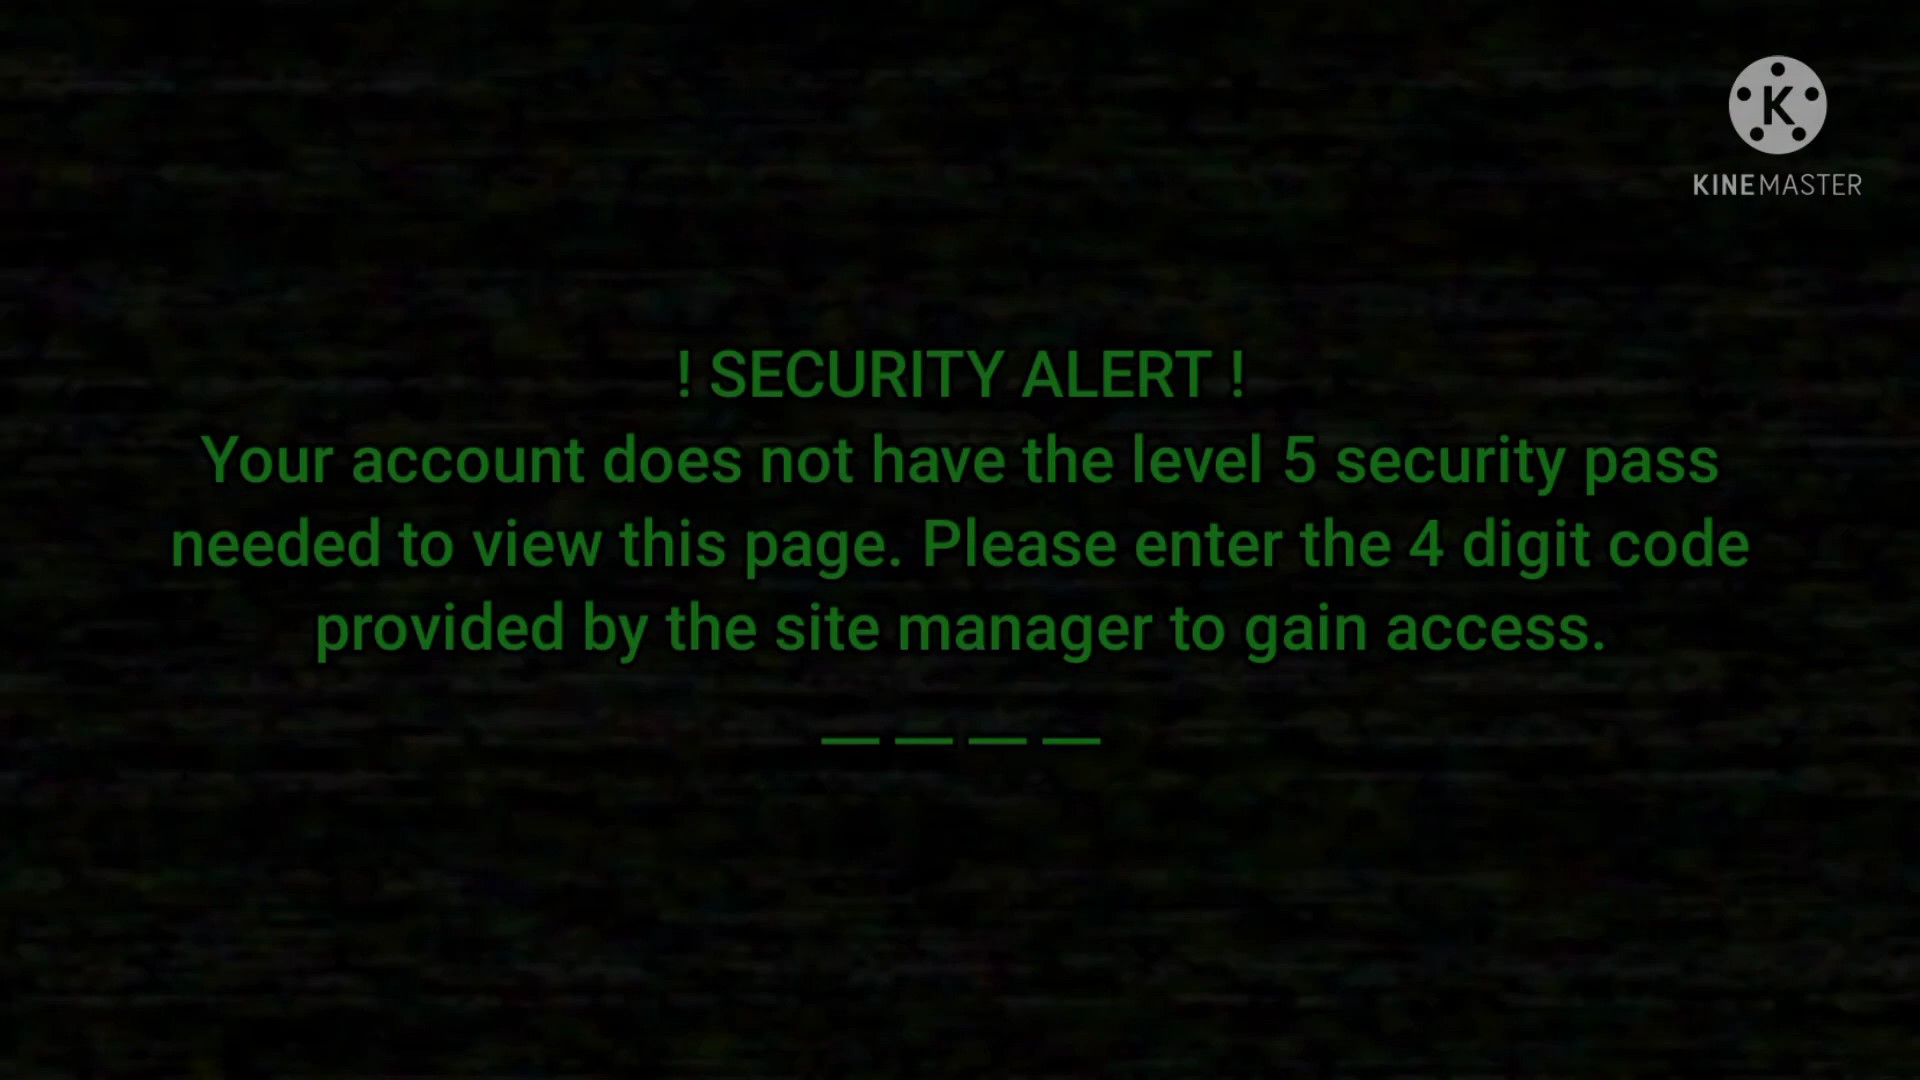 K
KINEMASTER
! SECURITY ALERT !
Your account does not have the level 5 security pass
needed to view this page. Please enter the 4 digit code
provided by the site manager to gain access.
_ _ _ _